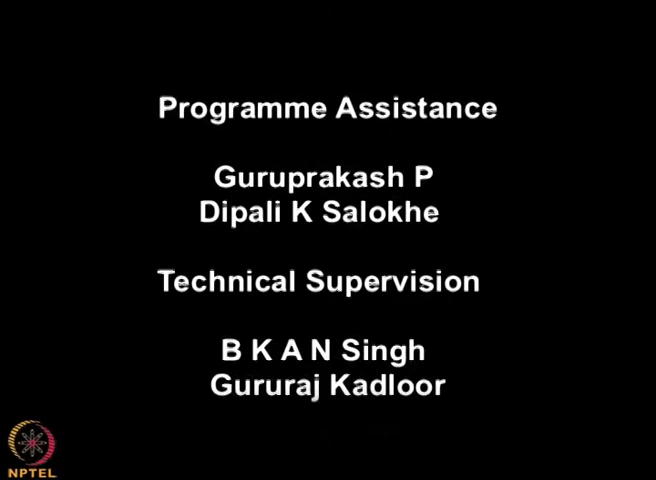 Programme Assistance
Guruprakash P
Dipali K Salokhe
Technical Supervision
B K A N Singh
Gururaj Kadloor
NPTEL